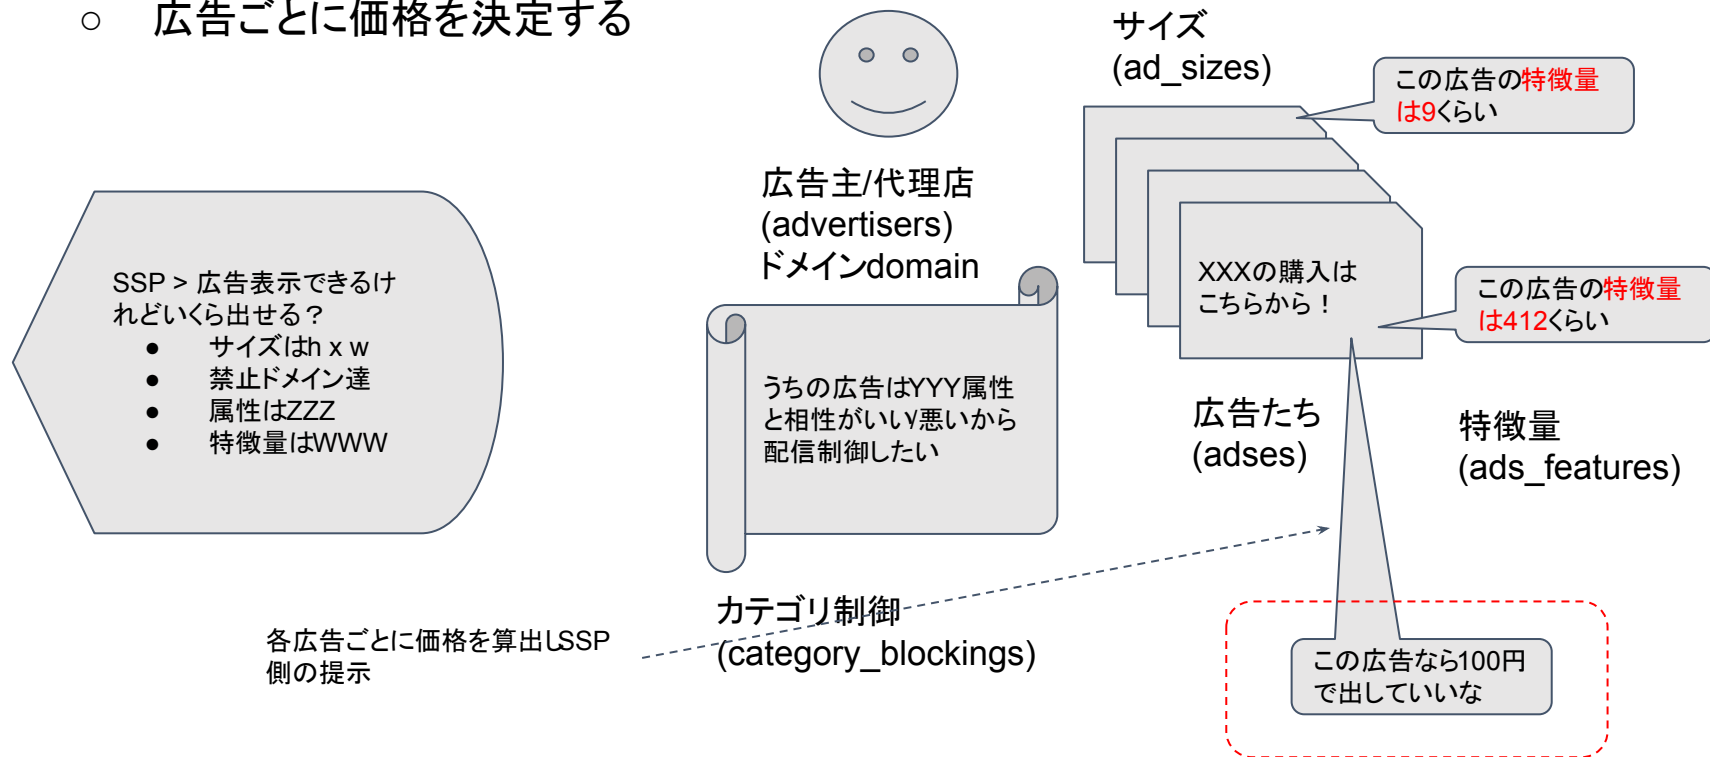 ○ 広告ごとに価格を決定する
サイズ
(ad_sizes)
この広告の特徴量
は9くらい
広告主/代理店
(advertisers)
ドメインdomain
SSP > 広告表示できるけ
れどいくら出せる？
● サイズはh x w
● 禁止ドメイン達
● 属性はZZZ
● 特徴量はWWW
XXXの購入は
こちらから！
この広告の特徴量
は412くらい
うちの広告はYYY属性
と相性がいい/悪いから
配信制御したい
広告たち
(adses)
特徴量
(ads_features)
カテゴリ制御
(category_blockings)
各広告ごとに価格を算出しSSP
側の提示
この広告なら100円
で出していいな